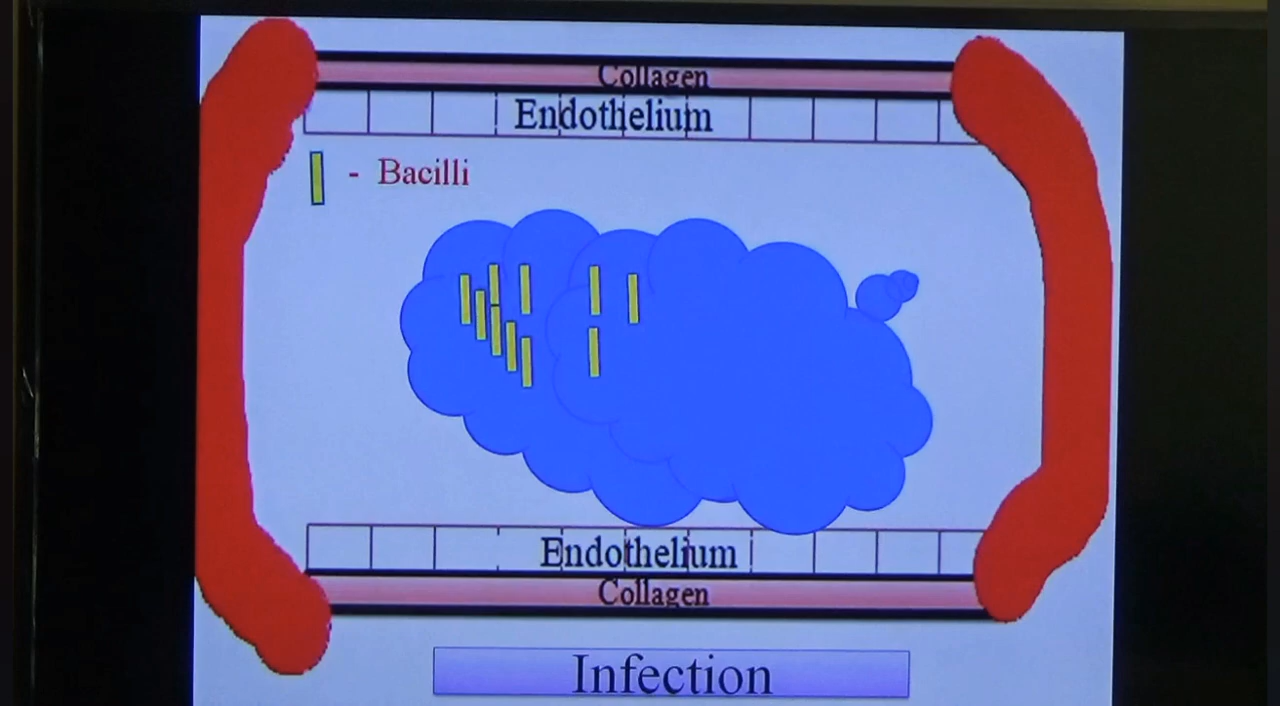 Collagen
Endothelium
- Bacilli
Endothelium
Collagen
Infection